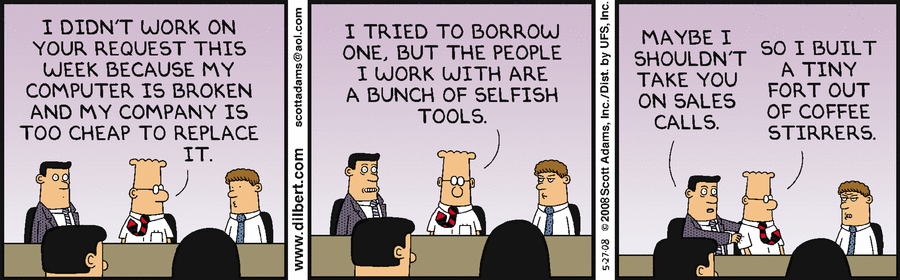 I DIDN'T WORK ON
YOUR REQUEST THIS
WEEK BECAUSE MY
COMPUTER IS BROKEN
AND MY COMPANY IS
TOO CHEAP TO REPLACE
IT.
www.dilbert.com scottadams@aol.com
I TRIED TO BORROW
ONE, BUT THE PEOPLE
I WORK WITH ARE
A BUNCH OF SELFISH
TOOLS.
5-27-08 © 2008 Scott Adams, Inc./Dist. by UFS, Inc.
MAYBE I
SHOULDN'T
TAKE YOU
ON SALES
CALLS.
SO I BUILT
A TINY
FORT OUT
OF COFFEE
STIRRERS.